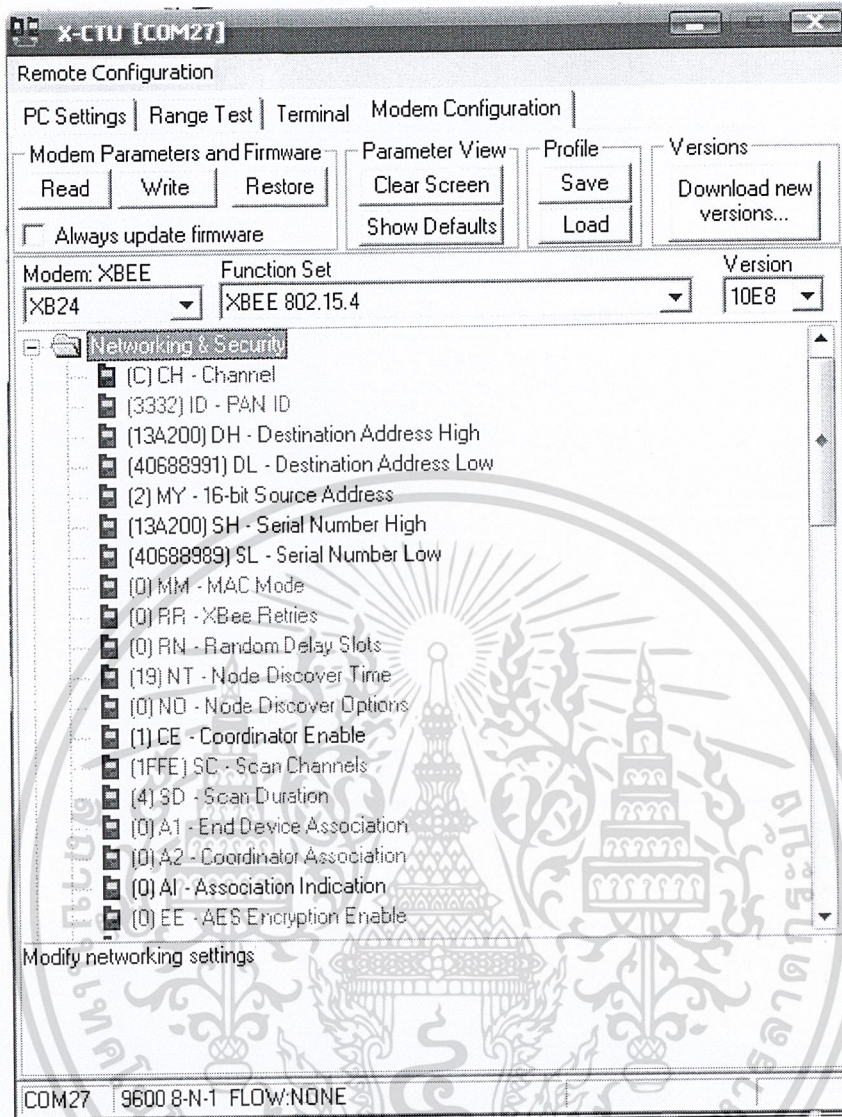 X-CTU [COM27]
Remote Configuration
PC Settings Range Test Terminal Modem Configuration
Modem Parameters and Firmware Parameter View Profile Versions
Read Write Restore Clear Screen Save Download new versions...
Always update firmware Show Defaults Load
Modem: XBEE Function Set Version
XB24 XBEE 802.15.4 10E8
Networking & Security
(C) CH - Channel
(3332) ID - PAN ID
(13A200) DH - Destination Address High
(40688991) DL - Destination Address Low
(2) MY - 16-bit Source Address
(13A200) SH - Serial Number High
(40688989) SL - Serial Number Low
(0) MM - MAC Mode
(0) RR - XBee Retries
(0) RN - Random Delay Slots
(19) NT - Node Discover Time
(0) NO - Node Discover Options
(1) CE - Coordinator Enable
(1FFE) SC - Scan Channels
(4) SD - Scan Duration
(0) A1 - End Device Association
(0) A2 - Coordinator Association
(0) AI - Association Indication
(0) EE - AES Encryption Enable
Modify networking settings
COM27 9600 8-N-1 FLOW:NONE